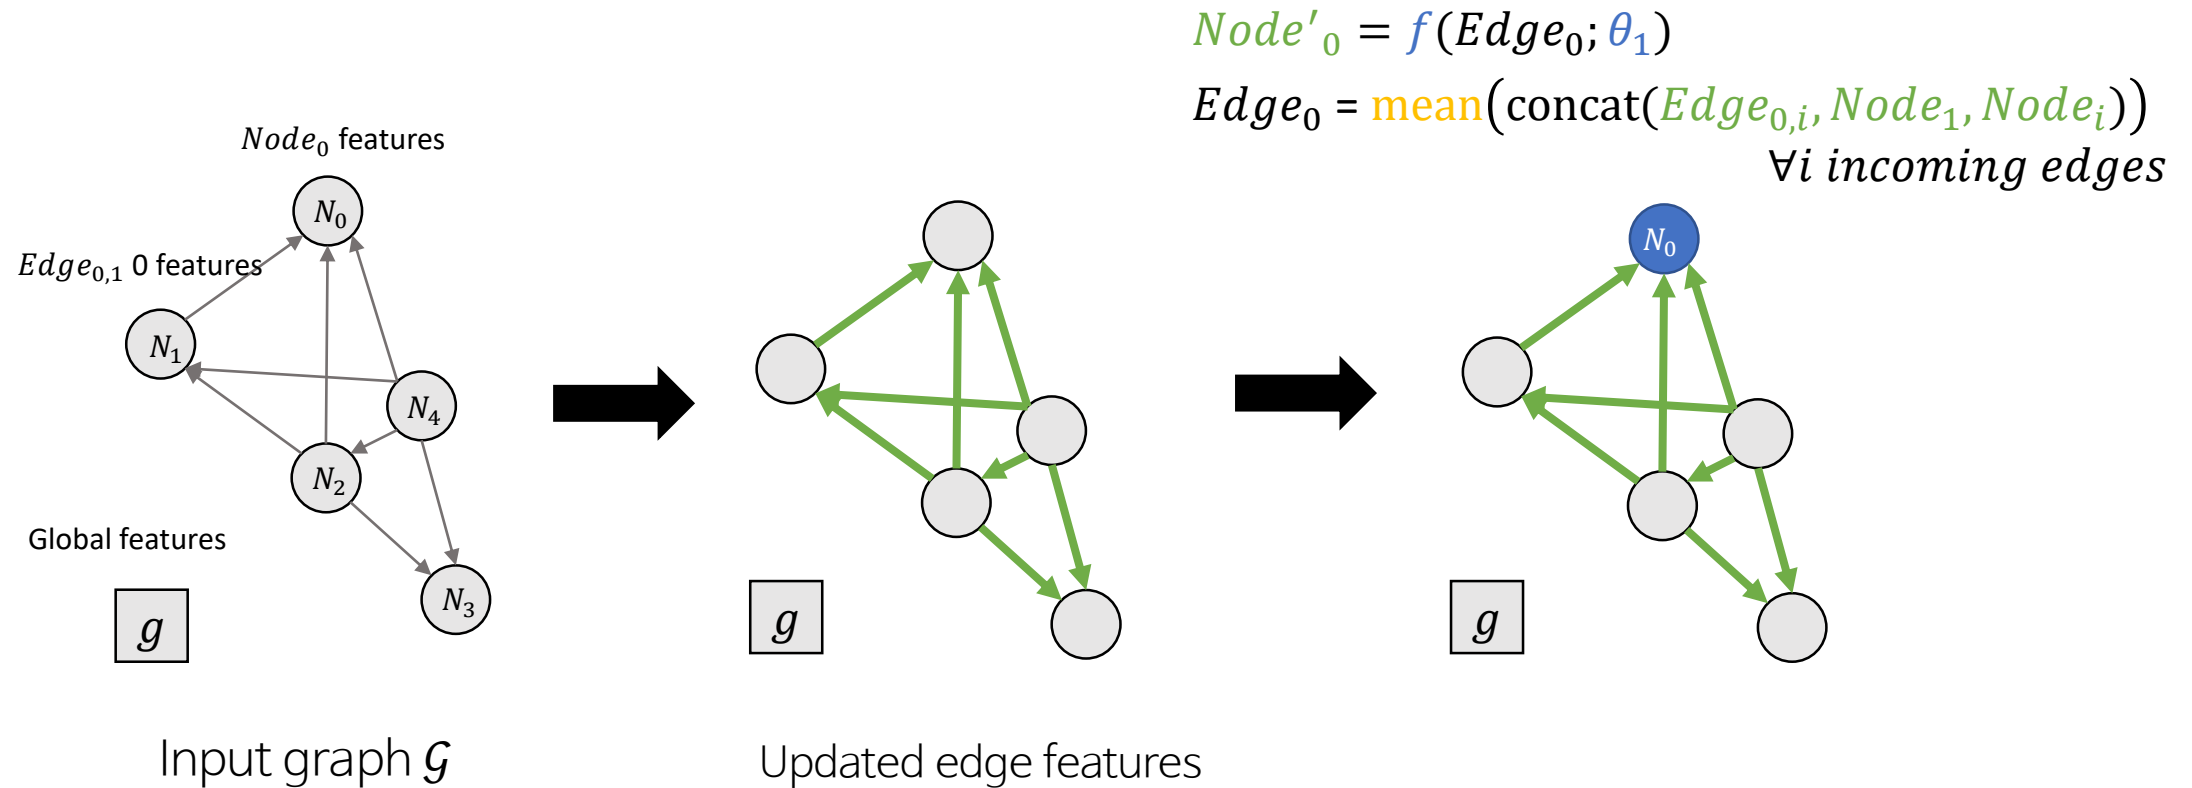 Node'₀ = f(Edge₀; θ₁)
Edge₀ = mean(concat(Edge₀,ᵢ, Node₁, Nodeᵢ))
∀i incoming edges
Node₀ features
N₀
Edge₀,₁ 0 features
N₁
N₄
N₂
Global features
N₃
g
g
N₀
g
Input graph 𝒢
Updated edge features